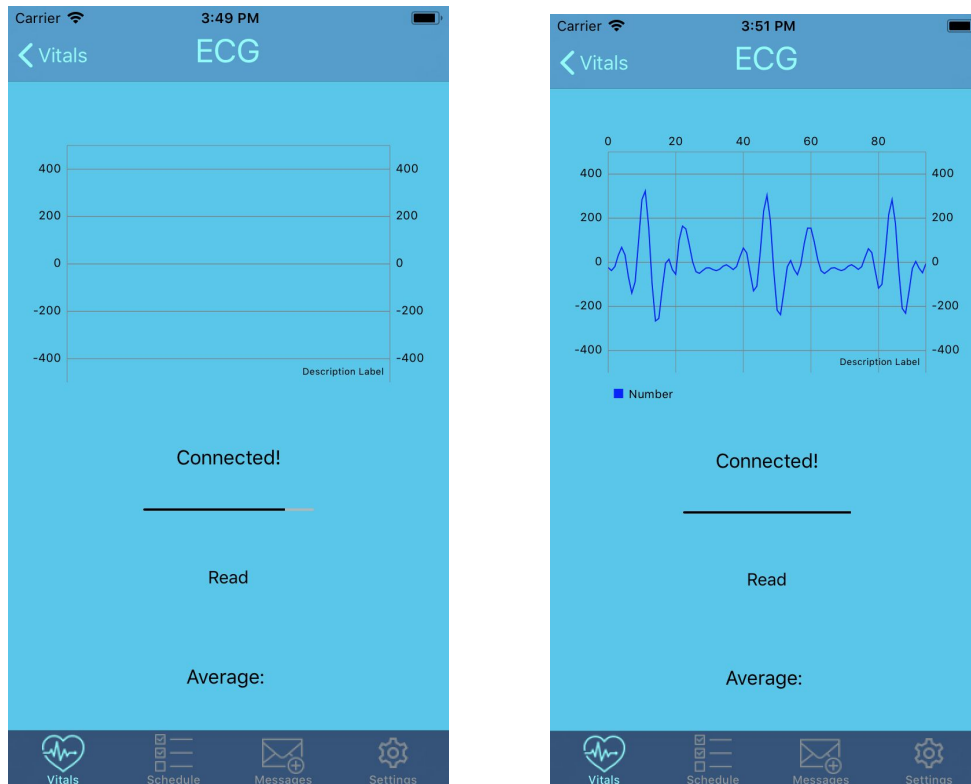 Carrier 3:49 PM
Vitals ECG
400 400
200 200
0 0
-200 -200
-400 -400
Description Label
Connected!
Read
Average:
Vitals Schedule Messages Settings
Carrier 3:51 PM
Vitals ECG
0 20 40 60 80
400 400
200 200
0 0
-200 -200
-400 -400
Description Label
Number
Connected!
Read
Average:
Vitals Schedule Messages Settings